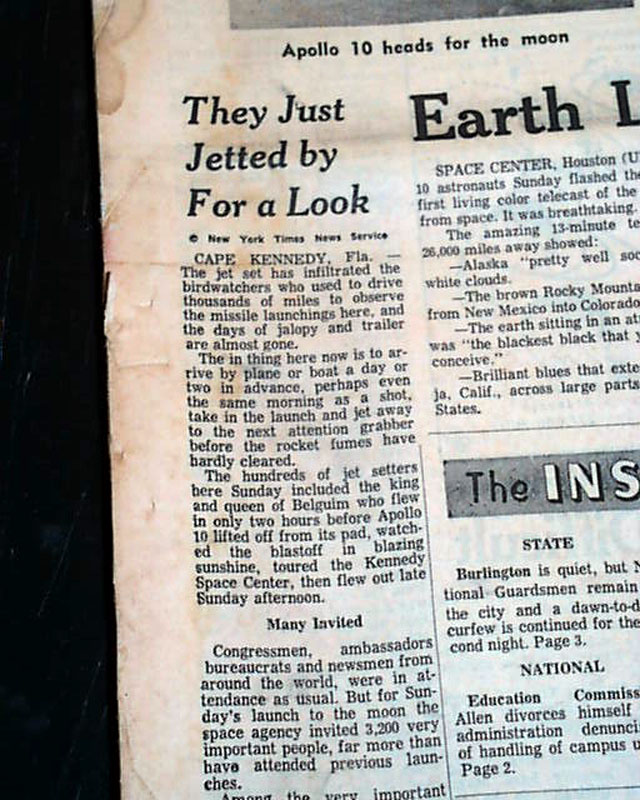 Apollo 10 heads for the moon
They Just
Jetted by
For a Look
© New York Times News Service
CAPE KENNEDY, Fla. —
The jet set has infiltrated the
birdwatchers who used to drive
thousands of miles to observe
the missile launchings here, and
the days of jalopy and trailer
are almost gone.
The in thing here now is to ar-
rive by plane or boat a day or
two in advance, perhaps even
the same morning as a shot,
take in the launch and jet away
to the next attention grabber
before the rocket fumes have
hardly cleared.
The hundreds of jet setters
here Sunday included the king
and queen of Belguim who flew
in only two hours before Apollo
10 lifted off from its pad, watch-
ed the blastoff in blazing
sunshine, toured the Kennedy
Space Center, then flew out late
Sunday afternoon.
Many Invited
Congressmen, ambassadors
bureaucrats and newsmen from
around the world, were in at-
tendance as usual. But for Sun-
day's launch to the moon the
space agency invited 3,200 very
important people, far more than
have attended previous laun-
ches.
Among the very important
Earth L
SPACE CENTER, Houston (U
10 astronauts Sunday flashed the
first living color telecast of the
from space. It was breathtaking.
The amazing 13-minute te
26,000 miles away showed:
—Alaska "pretty well soc
white clouds.
—The brown Rocky Mounta
from New Mexico into Colorado
—The earth sitting in an at
was "the blackest black that y
conceive."
—Brilliant blues that exte
ja, Calif., across large parts
States.
The INS
STATE
Burlington is quiet, but N
tional Guardsmen remain
the city and a dawn-to-d
curfew is continued for the
cond night. Page 3.
NATIONAL
Education Commiss
Allen divorces himself
administration denunci
of handling of campus u
Page 2.